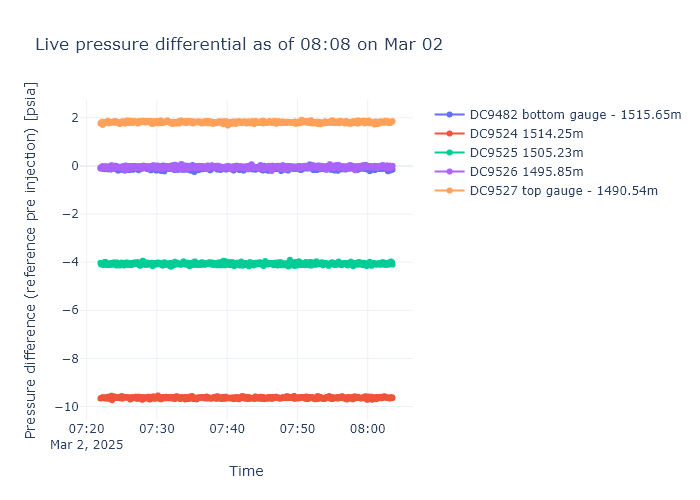 Live pressure differential as of 08:08 on Mar 02
Pressure difference (reference pre injection) [psia]
2
0
−2
−4
−6
−8
−10
07:20
Mar 2, 2025
07:30
07:40
07:50
08:00
Time
DC9482 bottom gauge - 1515.65m
DC9524 1514.25m
DC9525 1505.23m
DC9526 1495.85m
DC9527 top gauge - 1490.54m